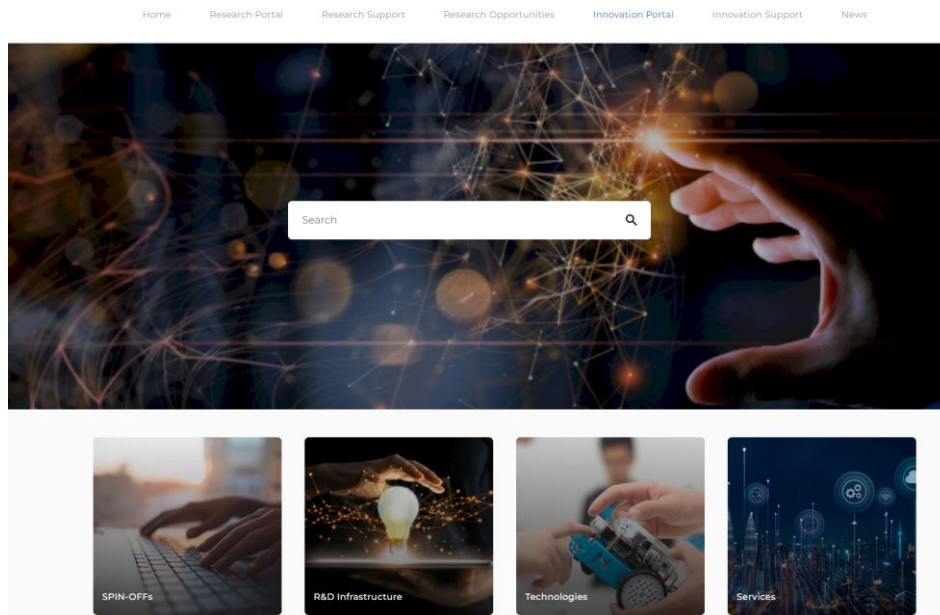 Home Research Portal Research Support Research Opportunities Innovation Portal Innovation Support News
Search
SPIN-OFFs R&D Infrastructure Technologies Services